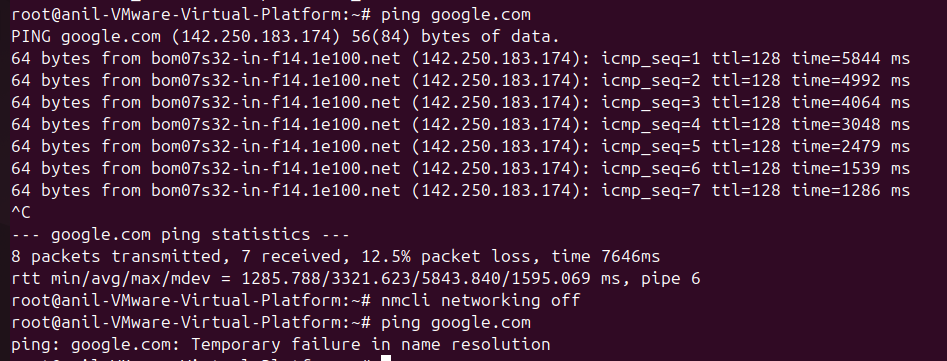 root@anil-VMware-Virtual-Platform:~# ping google.com
PING google.com (142.250.183.174) 56(84) bytes of data.
64 bytes from bom07s32-in-f14.1e100.net (142.250.183.174): icmp_seq=1 ttl=128 time=5844 ms
64 bytes from bom07s32-in-f14.1e100.net (142.250.183.174): icmp_seq=2 ttl=128 time=4992 ms
64 bytes from bom07s32-in-f14.1e100.net (142.250.183.174): icmp_seq=3 ttl=128 time=4064 ms
64 bytes from bom07s32-in-f14.1e100.net (142.250.183.174): icmp_seq=4 ttl=128 time=3048 ms
64 bytes from bom07s32-in-f14.1e100.net (142.250.183.174): icmp_seq=5 ttl=128 time=2479 ms
64 bytes from bom07s32-in-f14.1e100.net (142.250.183.174): icmp_seq=6 ttl=128 time=1539 ms
64 bytes from bom07s32-in-f14.1e100.net (142.250.183.174): icmp_seq=7 ttl=128 time=1286 ms
^C
--- google.com ping statistics ---
8 packets transmitted, 7 received, 12.5% packet loss, time 7646ms
rtt min/avg/max/mdev = 1285.788/3321.623/5843.840/1595.069 ms, pipe 6
root@anil-VMware-Virtual-Platform:~# nmcli networking off
root@anil-VMware-Virtual-Platform:~# ping google.com
ping: google.com: Temporary failure in name resolution
root@anil-VMware-Virtual-Platform:~#